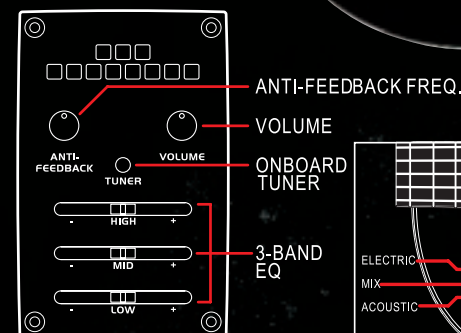 ANTI-FEEDBACK FREQ.
VOLUME
ANTI-
FEEDBACK
VOLUME
TUNER
ONBOARD
TUNER
-
HIGH
+
-
MID
+
3-BAND
EQ
-
LOW
+
ELECTRIC
MIX
ACOUSTIC